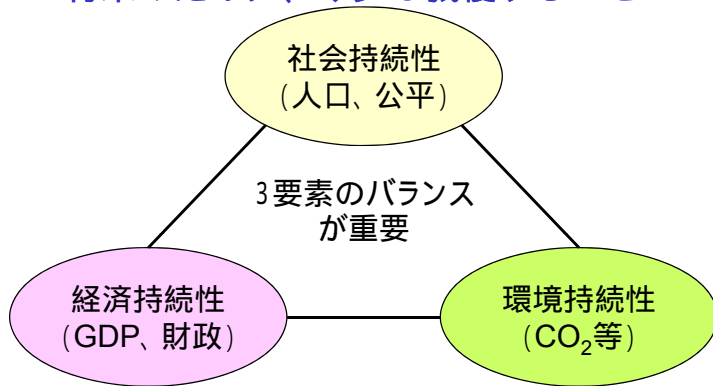 社会持続性
(人口、公平)
3要素のバランス
が重要
経済持続性
(GDP、財政)
環境持続性
(CO₂等)